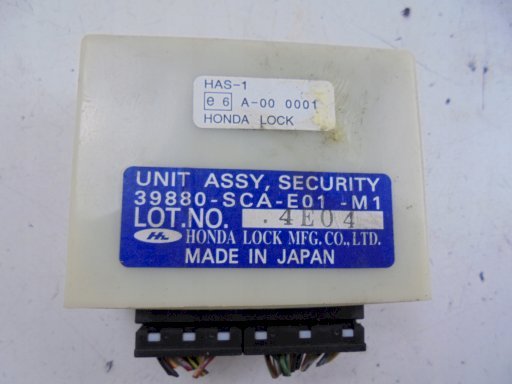 HAS-1
e 6 A-00 0001
HONDA LOCK
UNIT ASSY, SECURITY
39880-SCA-E01 -M1
LOT.NO. .4E04
HL HONDA LOCK MFG. CO., LTD.
MADE IN JAPAN